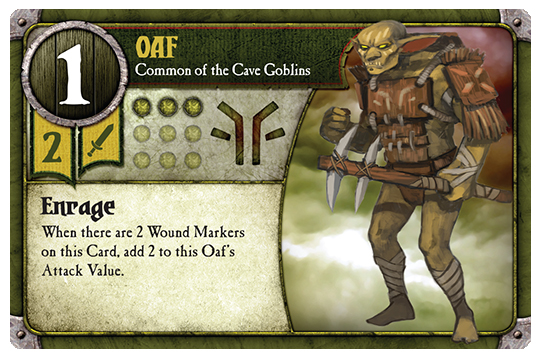 1
OAF
Common of the Cave Goblins
2
Enrage
When there are 2 Wound Markers
on this Card, add 2 to this Oaf's
Attack Value.